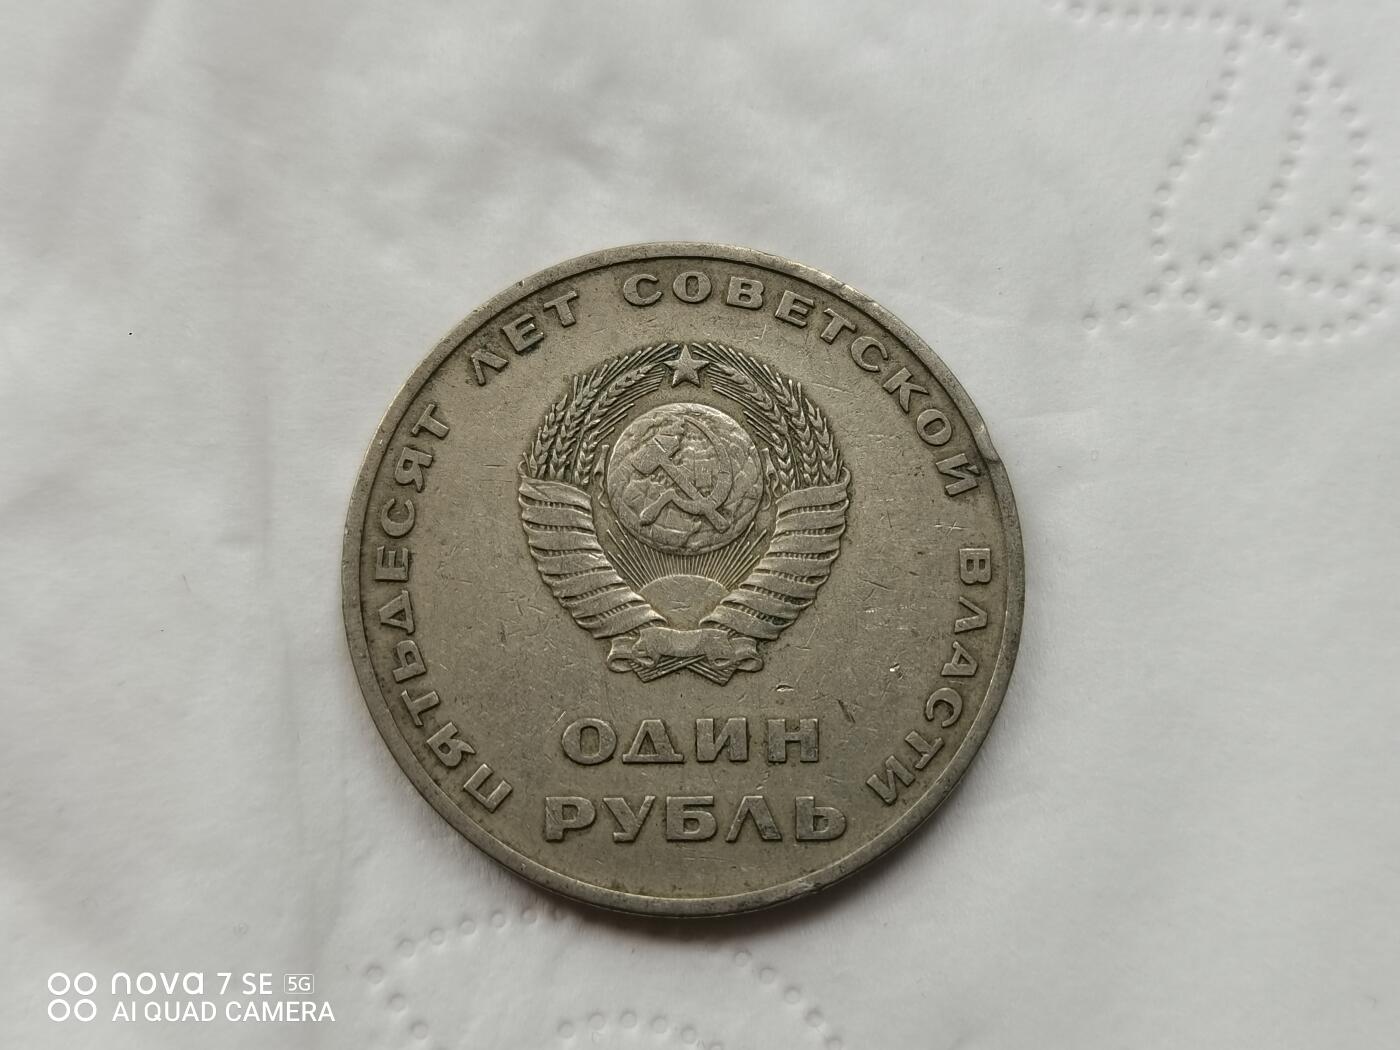 ПЯТЬДЕСЯТ ЛЕТ СОВЕТСКОЙ ВЛАСТИ
ОДИН
РУБЛЬ
nova 7 SE 5G
AI QUAD CAMERA